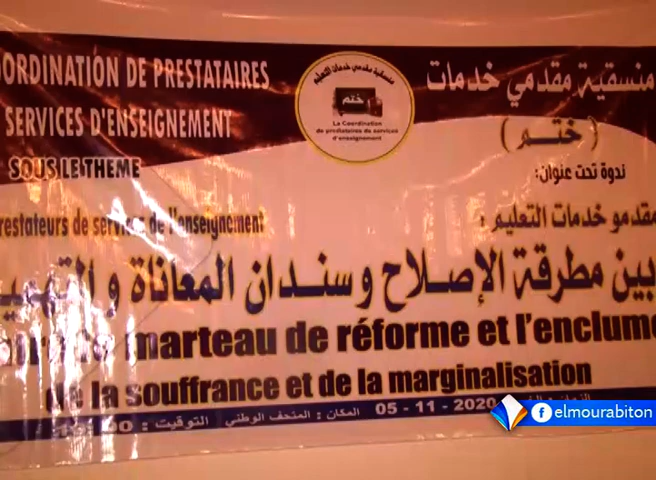 OORDINATION DE PRESTATAIRES
SERVICES D'ENSEIGNEMENT
SOUS LE THEME
منسقية مقدمي خدمات التعليم
ختم
La Coordination
de prestataires de services
d'enseignement
منسقية مقدمي خدمات
( ختم )
ندوة تحت عنوان:
restateurs de service de l'enseignement
مقدمو خدمات التعليم :
بين مطرقة الإصلاح و سندان المعاناة و
marteau de réforme et l'enclume
de la souffrance et de la marginalisation
05 - 11 - 2020 المكان : المتحف الوطني التوقيت :
elmourabiton